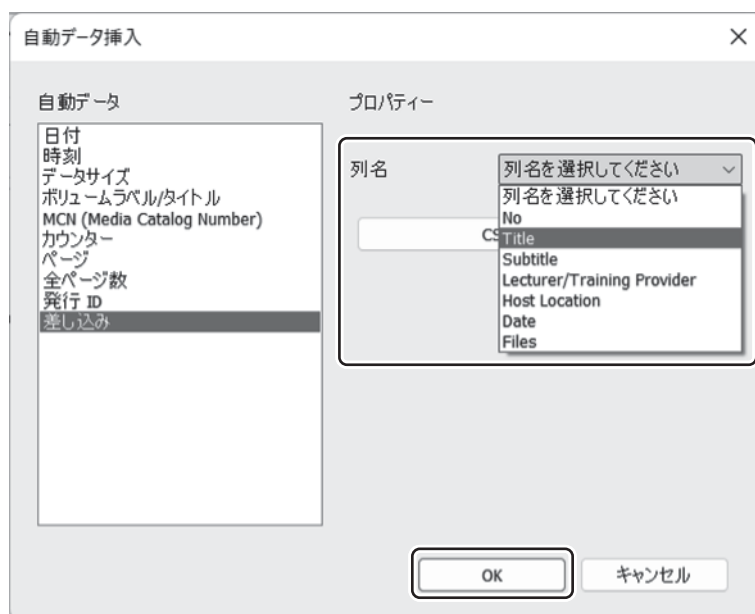 自動データ挿入
自動データ
日付
時刻
データサイズ
ボリュームラベル/タイトル
MCN (Media Catalog Number)
カウンター
ページ
全ページ数
発行 ID
差し込み
プロパティー
列名
列名を選択してください
列名を選択してください
No
CS
Title
Subtitle
Lecturer/Training Provider
Host Location
Date
Files
OK
キャンセル